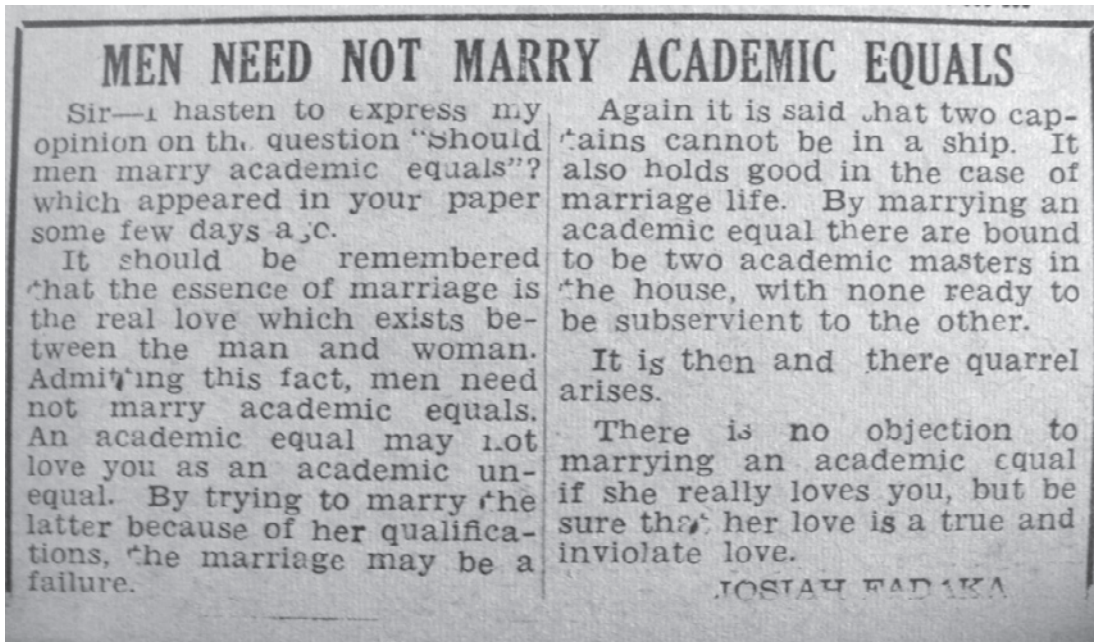 MEN NEED NOT MARRY ACADEMIC EQUALS
Sir—I hasten to express my
opinion on the question "Should
men marry academic equals"?
which appeared in your paper
some few days ago.
It should be remembered
that the essence of marriage is
the real love which exists be-
tween the man and woman.
Admitting this fact, men need
not marry academic equals.
An academic equal may not
love you as an academic un-
equal. By trying to marry the
latter because of her qualifica-
tions, the marriage may be a
failure.
Again it is said that two cap-
tains cannot be in a ship. It
also holds good in the case of
marriage life. By marrying an
academic equal there are bound
to be two academic masters in
the house, with none ready to
be subservient to the other.
It is then and there quarrel
arises.
There is no objection to
marrying an academic equal
if she really loves you, but be
sure that her love is a true and
inviolate love.
JOSIAH FADAKA